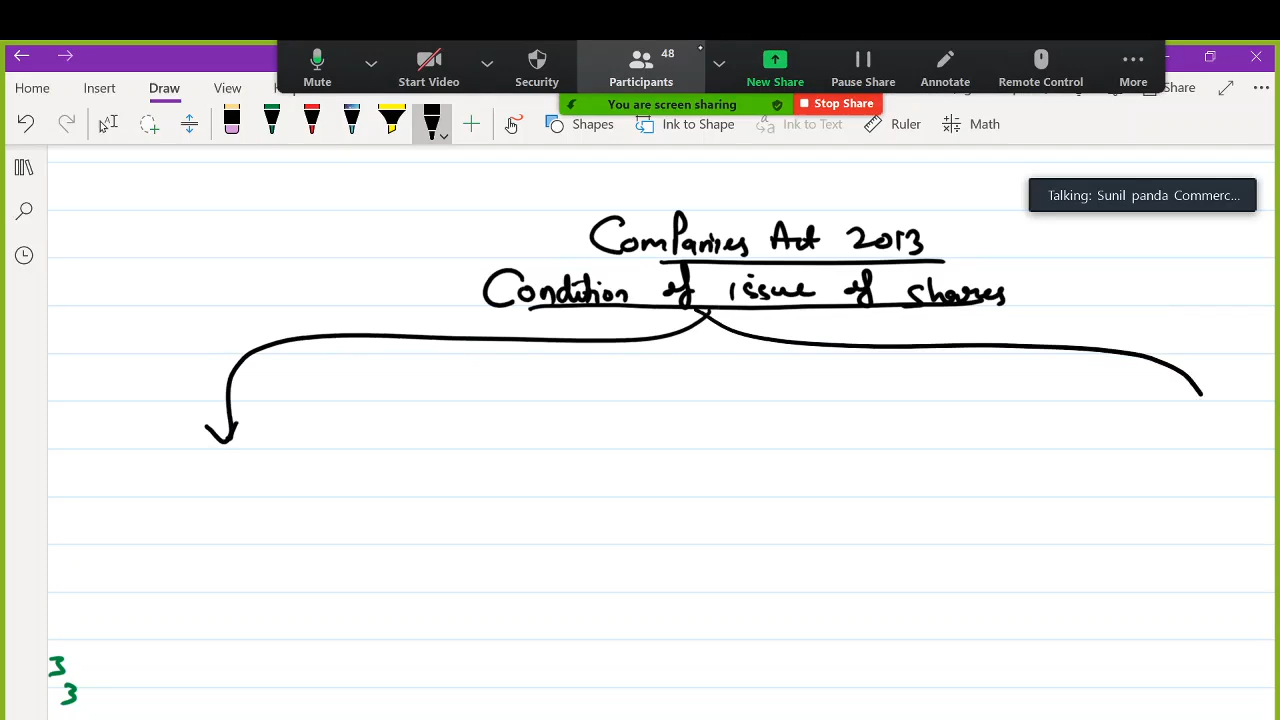 48
Mute
Start Video
Security
Participants
New Share
Pause Share
Annotate
Remote Control
More
You are screen sharing
Stop Share
Home
Insert
Draw
View
Share
Shapes
Ink to Shape
Ink to Text
Ruler
Math
Talking: Sunil panda Commerc...
Companies Act 2013
Condition of issue of shares
3
3